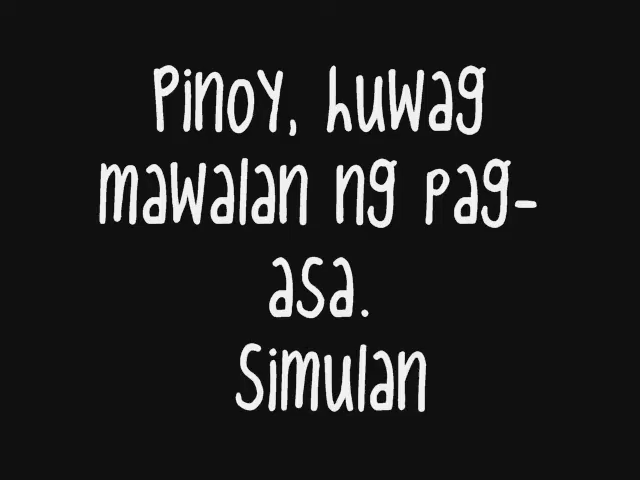 Pinoy, huwag
mawalan ng pag-
asa.
Simulan